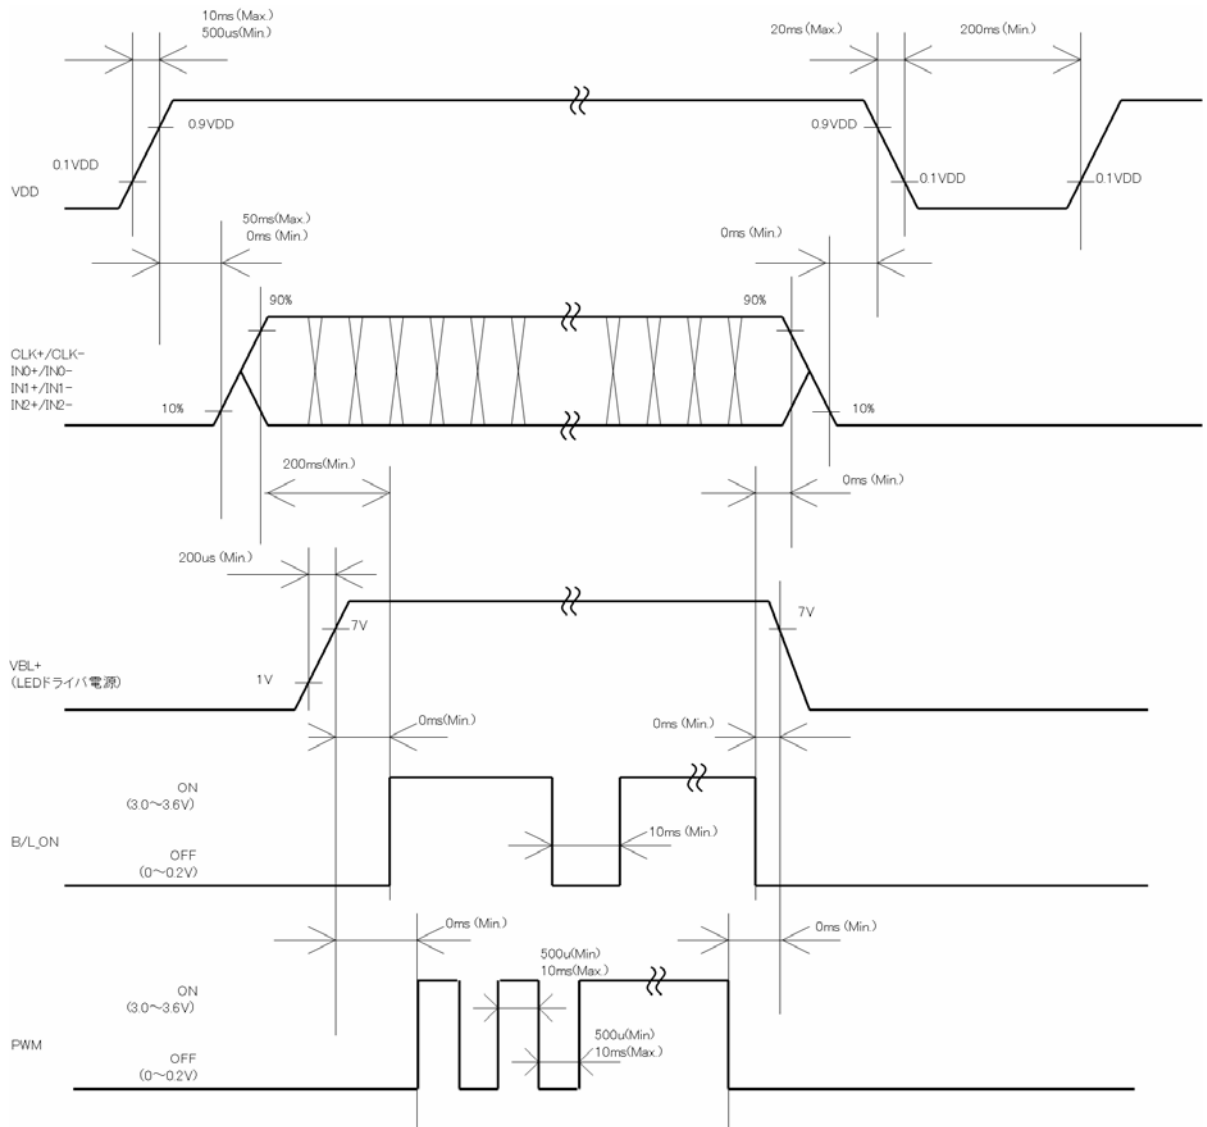 10ms (Max.)
500us(Min.)
20ms (Max.)
200ms (Min.)
0.9VDD
0.9VDD
0.1VDD
0.1VDD
0.1VDD
VDD
50ms(Max.)
0ms (Min.)
0ms (Min.)
90%
90%
CLK+/CLK-
IN0+/IN0-
IN1+/IN1-
IN2+/IN2-
10%
10%
200ms(Min.)
0ms (Min.)
200us (Min.)
7V
7V
VBL+
(LEDドライバ電源)
1V
0ms(Min.)
0ms (Min.)
ON
(3.0～3.6V)
10ms (Min.)
B/L_ON
OFF
(0～0.2V)
0ms (Min.)
0ms (Min.)
500u(Min)
10ms(Max.)
ON
(3.0～3.6V)
500u(Min)
10ms(Max.)
PWM
OFF
(0～0.2V)